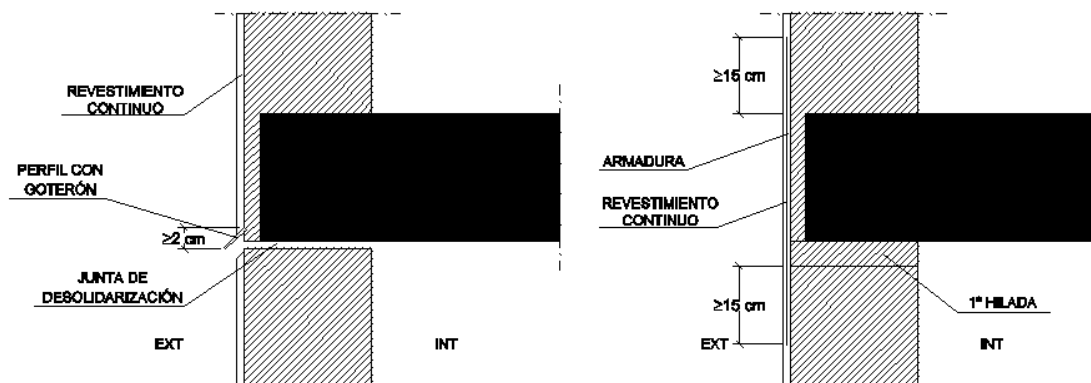 REVESTIMIENTO
CONTINUO
PERFIL CON
GOTERÓN
≥2 cm
JUNTA DE
DESOLIDARIZACIÓN
EXT
INT
≥15 cm
ARMADURA
REVESTIMIENTO
CONTINUO
≥15 cm
1ª HILADA
EXT
INT